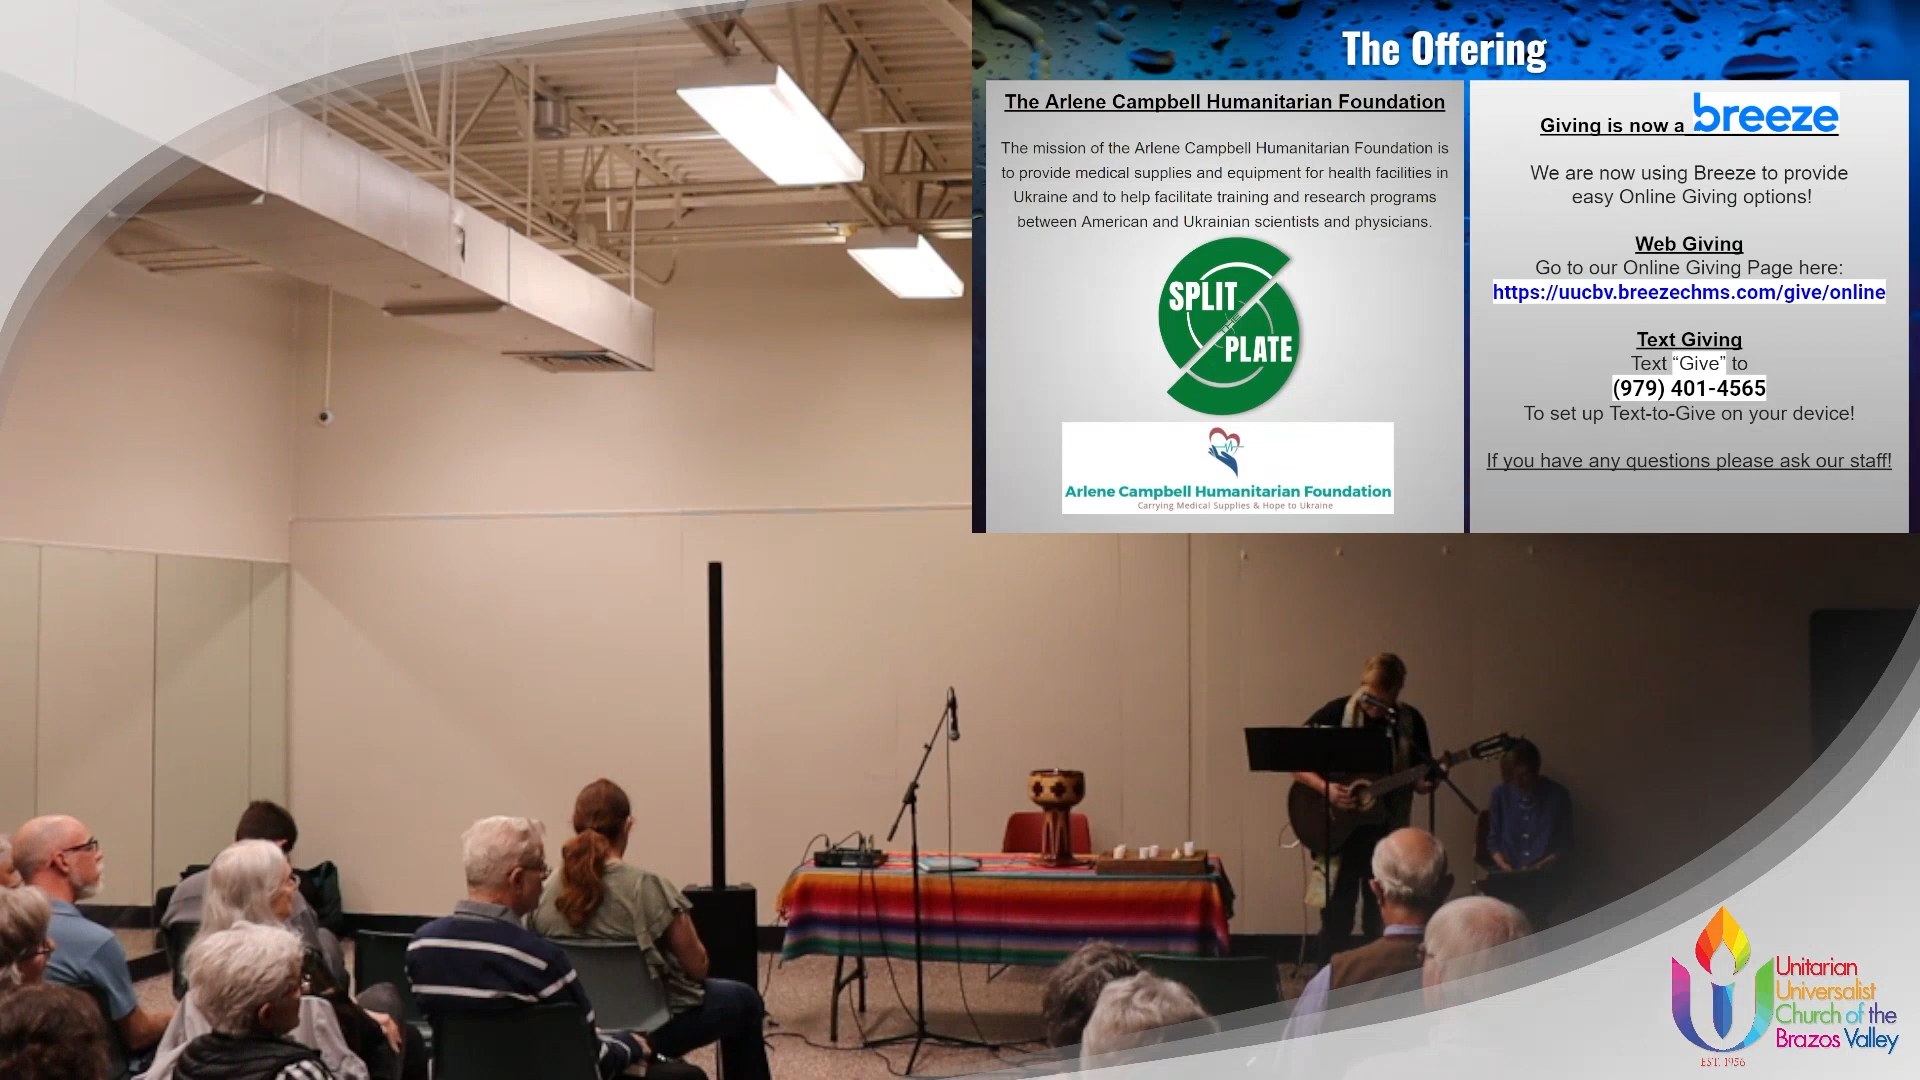 The Offering
The Arlene Campbell Humanitarian Foundation
The mission of the Arlene Campbell Humanitarian Foundation is
to provide medical supplies and equipment for health facilities in
Ukraine and to help facilitate training and research programs
between American and Ukrainian scientists and physicians.
SPLIT
THE
PLATE
Arlene Campbell Humanitarian Foundation
Carrying Medical Supplies & Hope to Ukraine
Giving is now a breeze
We are now using Breeze to provide
easy Online Giving options!
Web Giving
Go to our Online Giving Page here:
https://uucbv.breezechms.com/give/online
Text Giving
Text “Give” to
(979) 401-4565
To set up Text-to-Give on your device!
If you have any questions please ask our staff!
Unitarian
Universalist
Church of the
Brazos Valley
EST. 1956